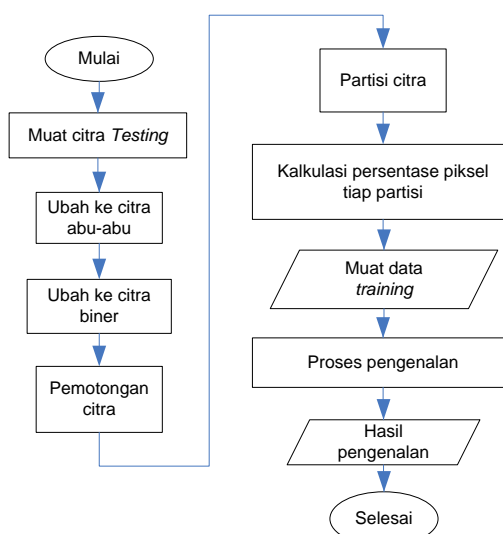 Mulai
Muat citra Testing
Ubah ke citra
abu-abu
Ubah ke citra
biner
Pemotongan
citra
Partisi citra
Kalkulasi persentase piksel
tiap partisi
Muat data
training
Proses pengenalan
Hasil
pengenalan
Selesai